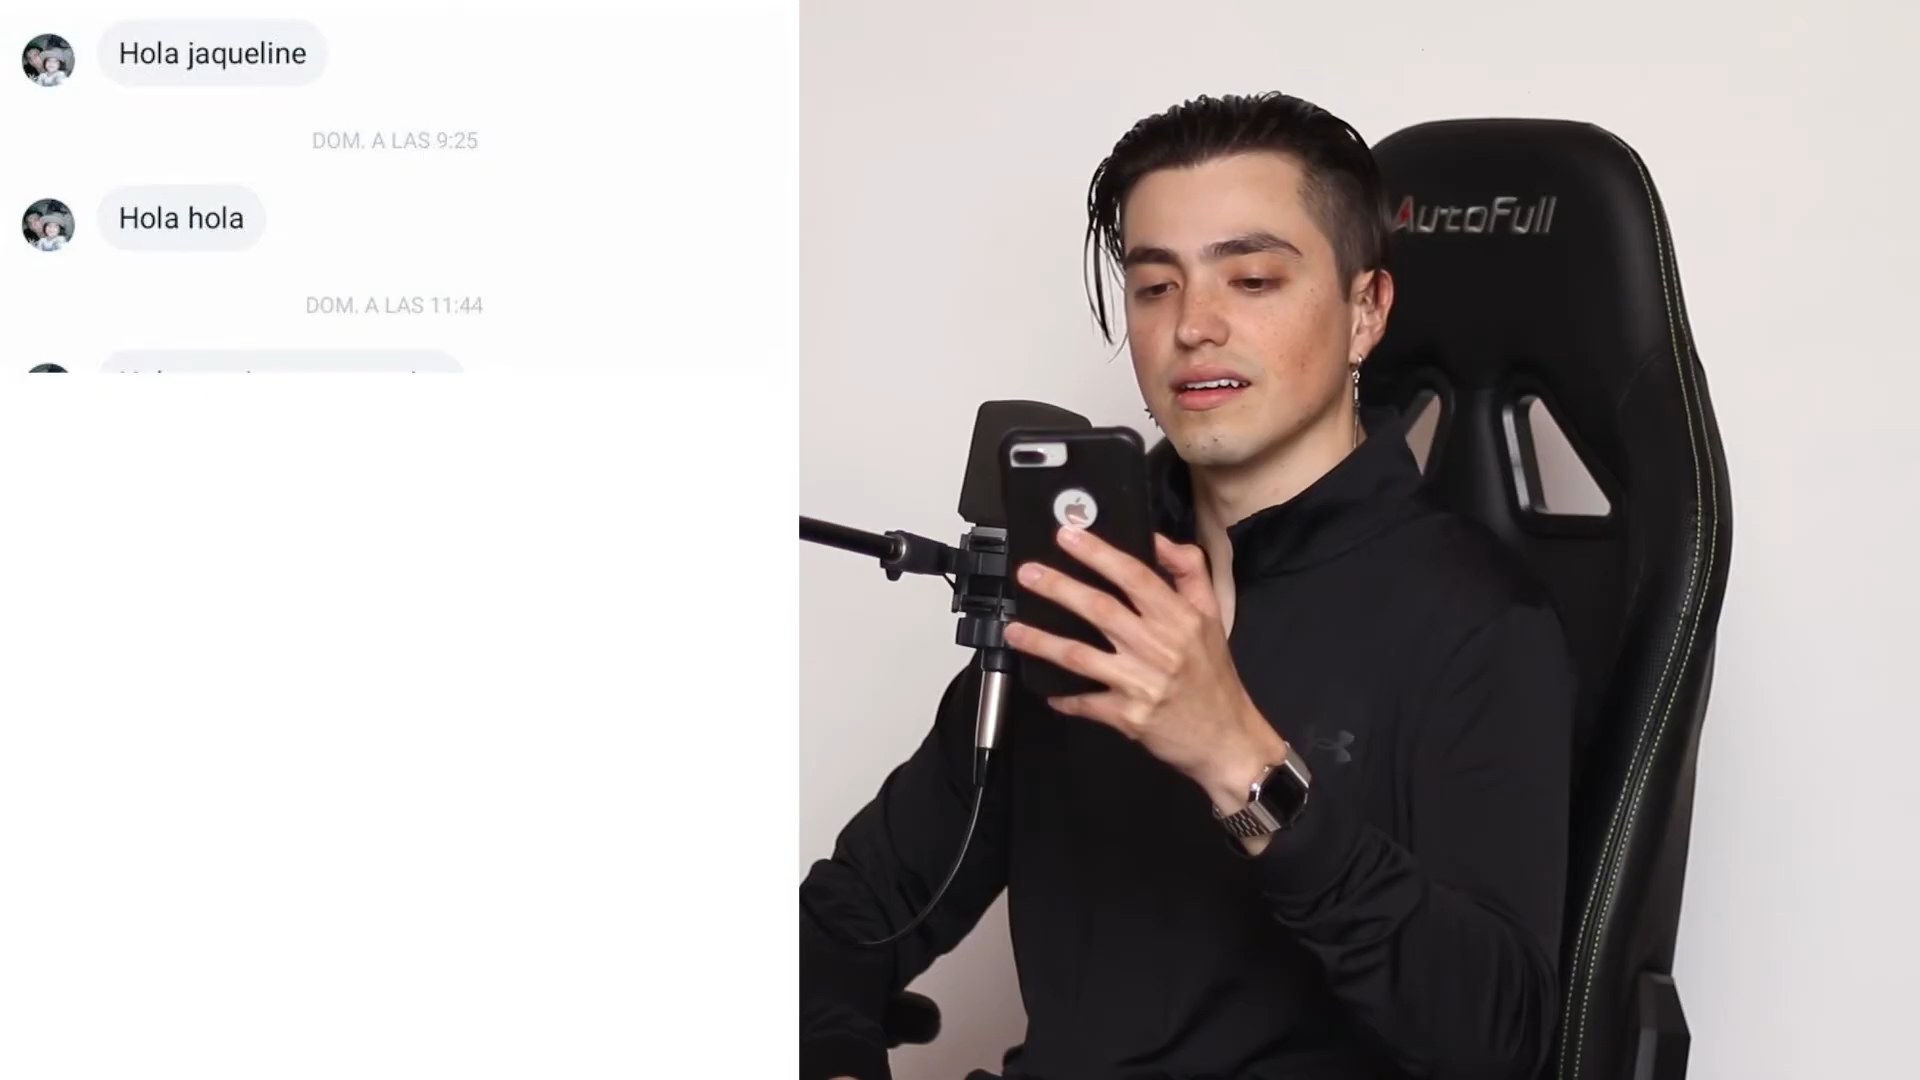 Hola jaqueline
DOM. A LAS 9:25
Hola hola
DOM. A LAS 11:44
AutoFull